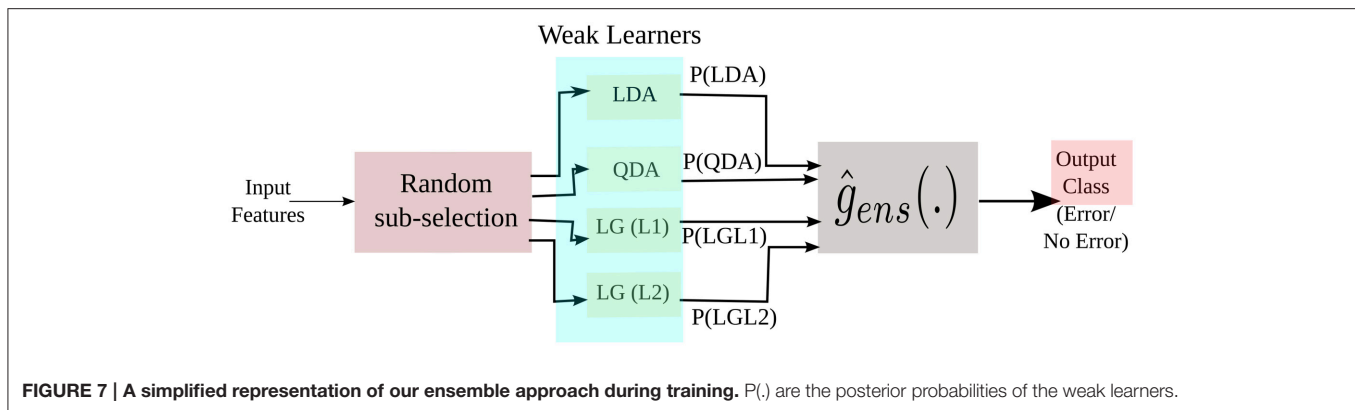 Weak Learners
Input
Features
Random
sub-selection
LDA
QDA
LG (L1)
LG (L2)
P(LDA)
P(QDA)
P(LGL1)
P(LGL2)
ĝens(.)
Output
Class
(Error/
No Error)
FIGURE 7 | A simplified representation of our ensemble approach during training. P(.) are the posterior probabilities of the weak learners.